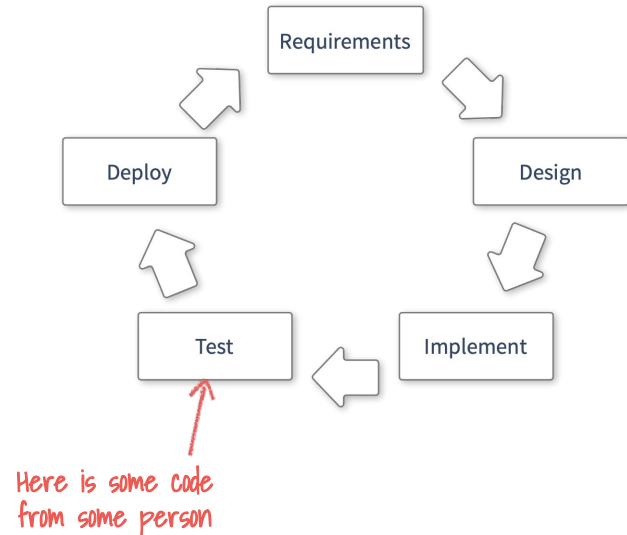 Requirements
Deploy
Design
Test
Implement
Here is some code
from some person